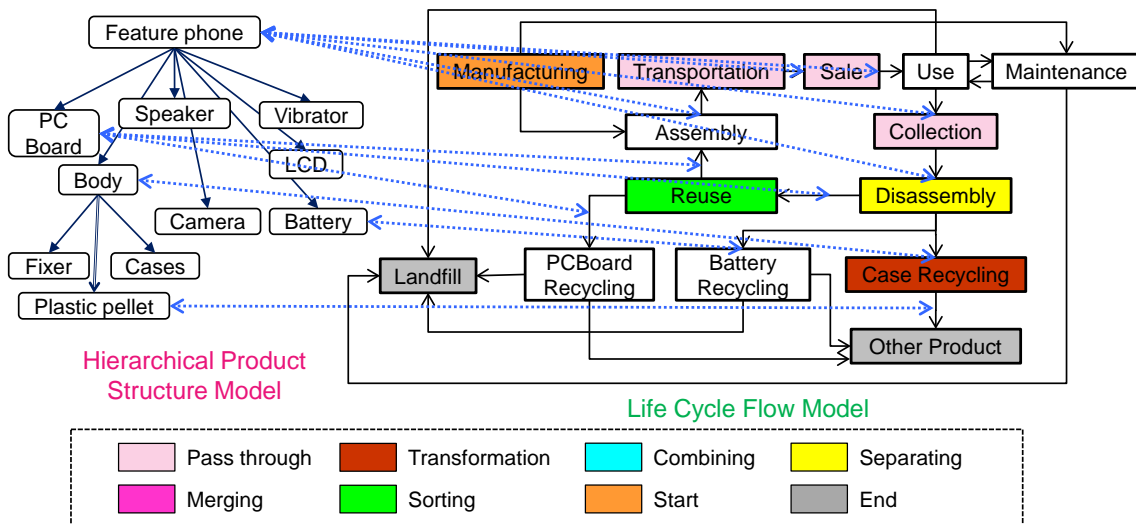 Feature phone
PC
Board
Speaker
Vibrator
LCD
Body
Camera
Battery
Fixer
Cases
Plastic pellet
Hierarchical Product
Structure Model
Manufacturing
Transportation
Sale
Use
Maintenance
Assembly
Collection
Reuse
Disassembly
Landfill
PCBoard
Recycling
Battery
Recycling
Case Recycling
Other Product
Life Cycle Flow Model
Pass through
Transformation
Combining
Separating
Merging
Sorting
Start
End